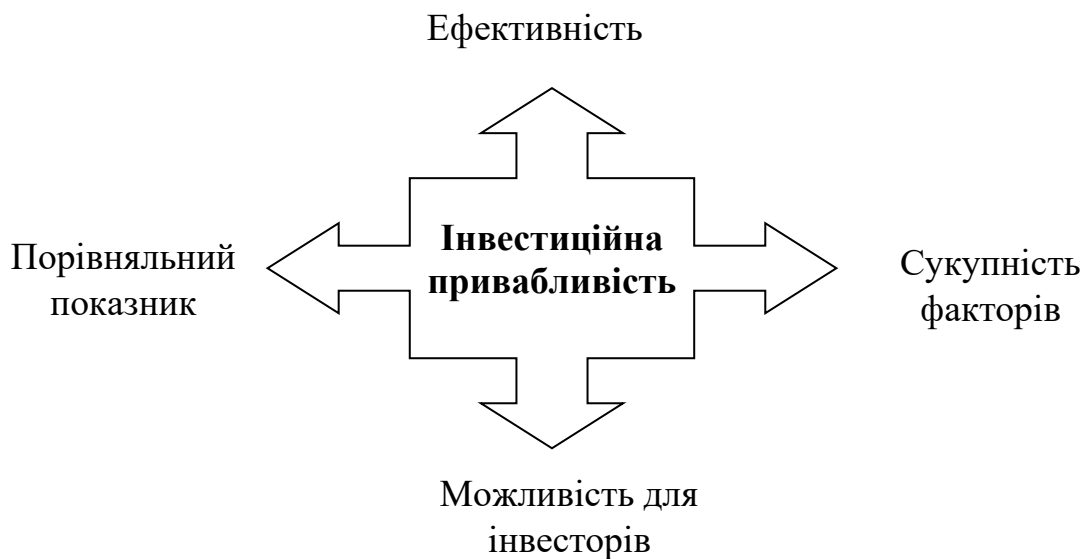 Ефективність
Порівняльний
показник
Інвестиційна
привабливість
Сукупність
факторів
Можливість для
інвесторів